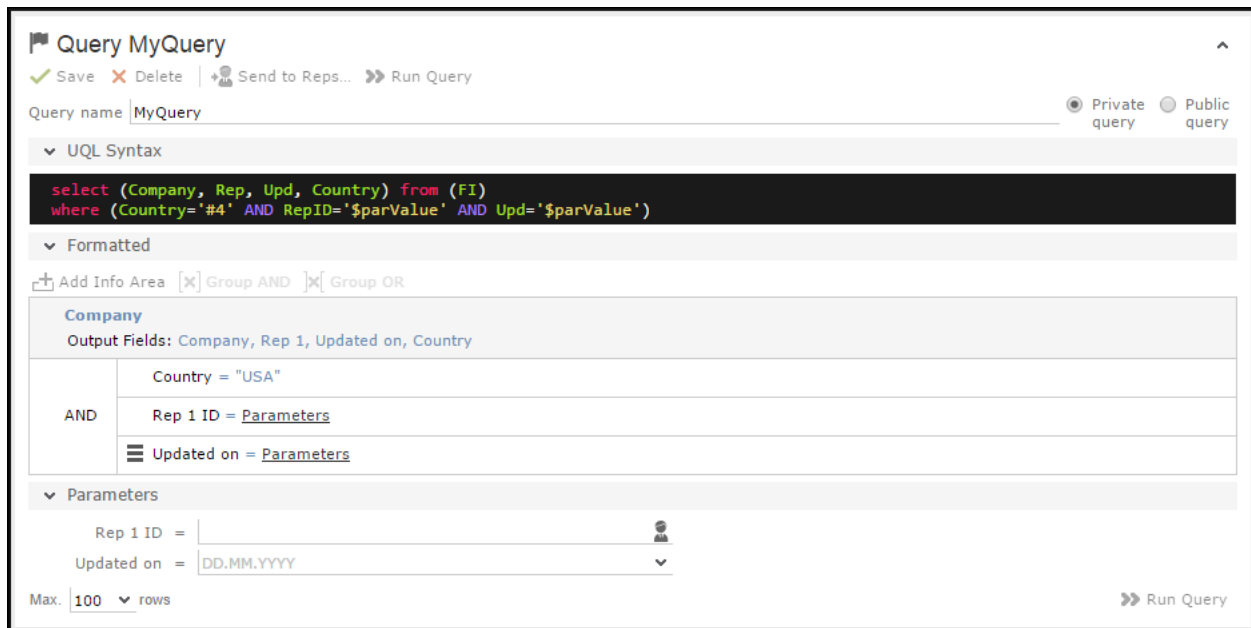 Query MyQuery
Save Delete Send to Reps... Run Query
Query name MyQuery Private query Public query
UQL Syntax
select (Company, Rep, Upd, Country) from (FI)
where (Country='#4' AND RepID='$parValue' AND Upd='$parValue')
Formatted
Add Info Area Group AND Group OR
Company
Output Fields: Company, Rep 1, Updated on, Country
Country = "USA"
AND Rep 1 ID = Parameters
Updated on = Parameters
Parameters
Rep 1 ID =
Updated on = DD.MM.YYYY
Max. 100 rows Run Query